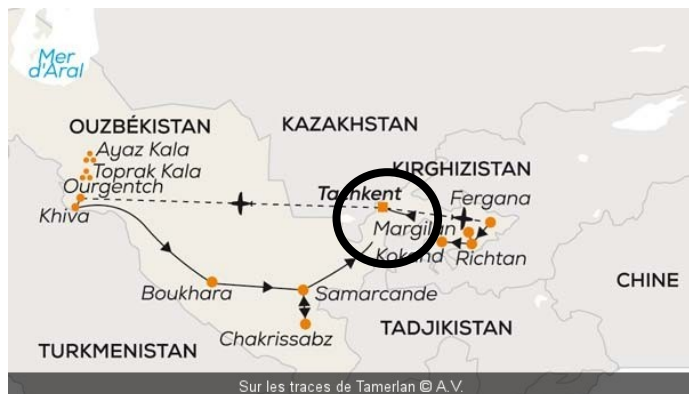 Mer
d'Aral
OUZBÉKISTAN
KAZAKHSTAN
Ayaz Kala
Toprak Kala
Ourgentch
Khiva
KIRGHIZISTAN
Tashkent
Fergana
Margilan
Kokand
Richtan
Boukhara
Samarcande
CHINE
Chakrissabz
TADJIKISTAN
TURKMENISTAN
Sur les traces de Tamerlan © A.V.